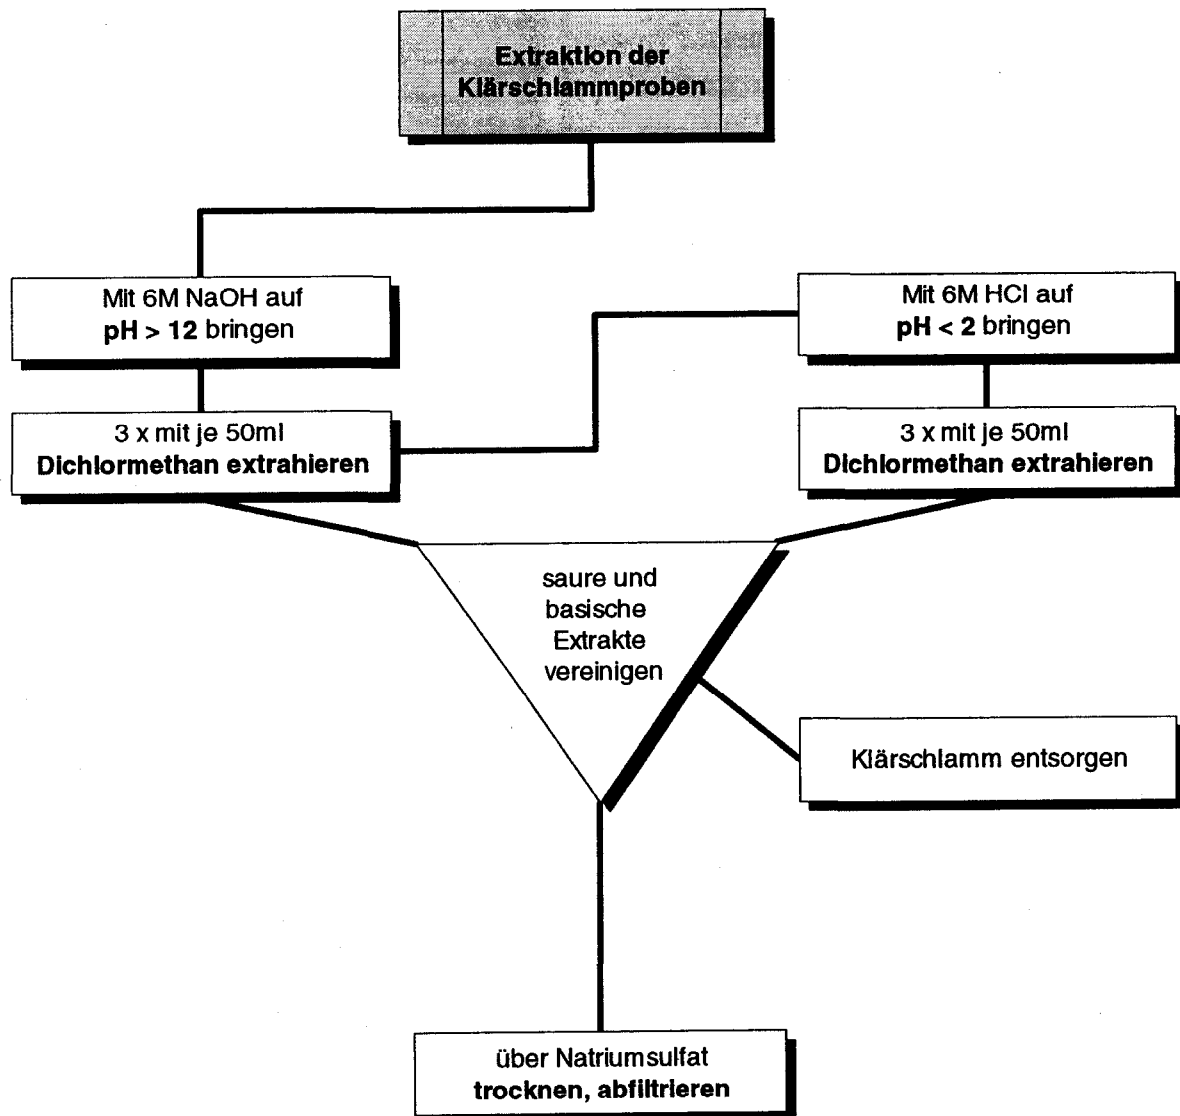 Extraktion der
Klärschlammproben
Mit 6M NaOH auf
pH > 12 bringen
3 x mit je 50ml
Dichlormethan extrahieren
Mit 6M HCl auf
pH < 2 bringen
3 x mit je 50ml
Dichlormethan extrahieren
saure und
basische
Extrakte
vereinigen
Klärschlamm entsorgen
über Natriumsulfat
trocknen, abfiltrieren